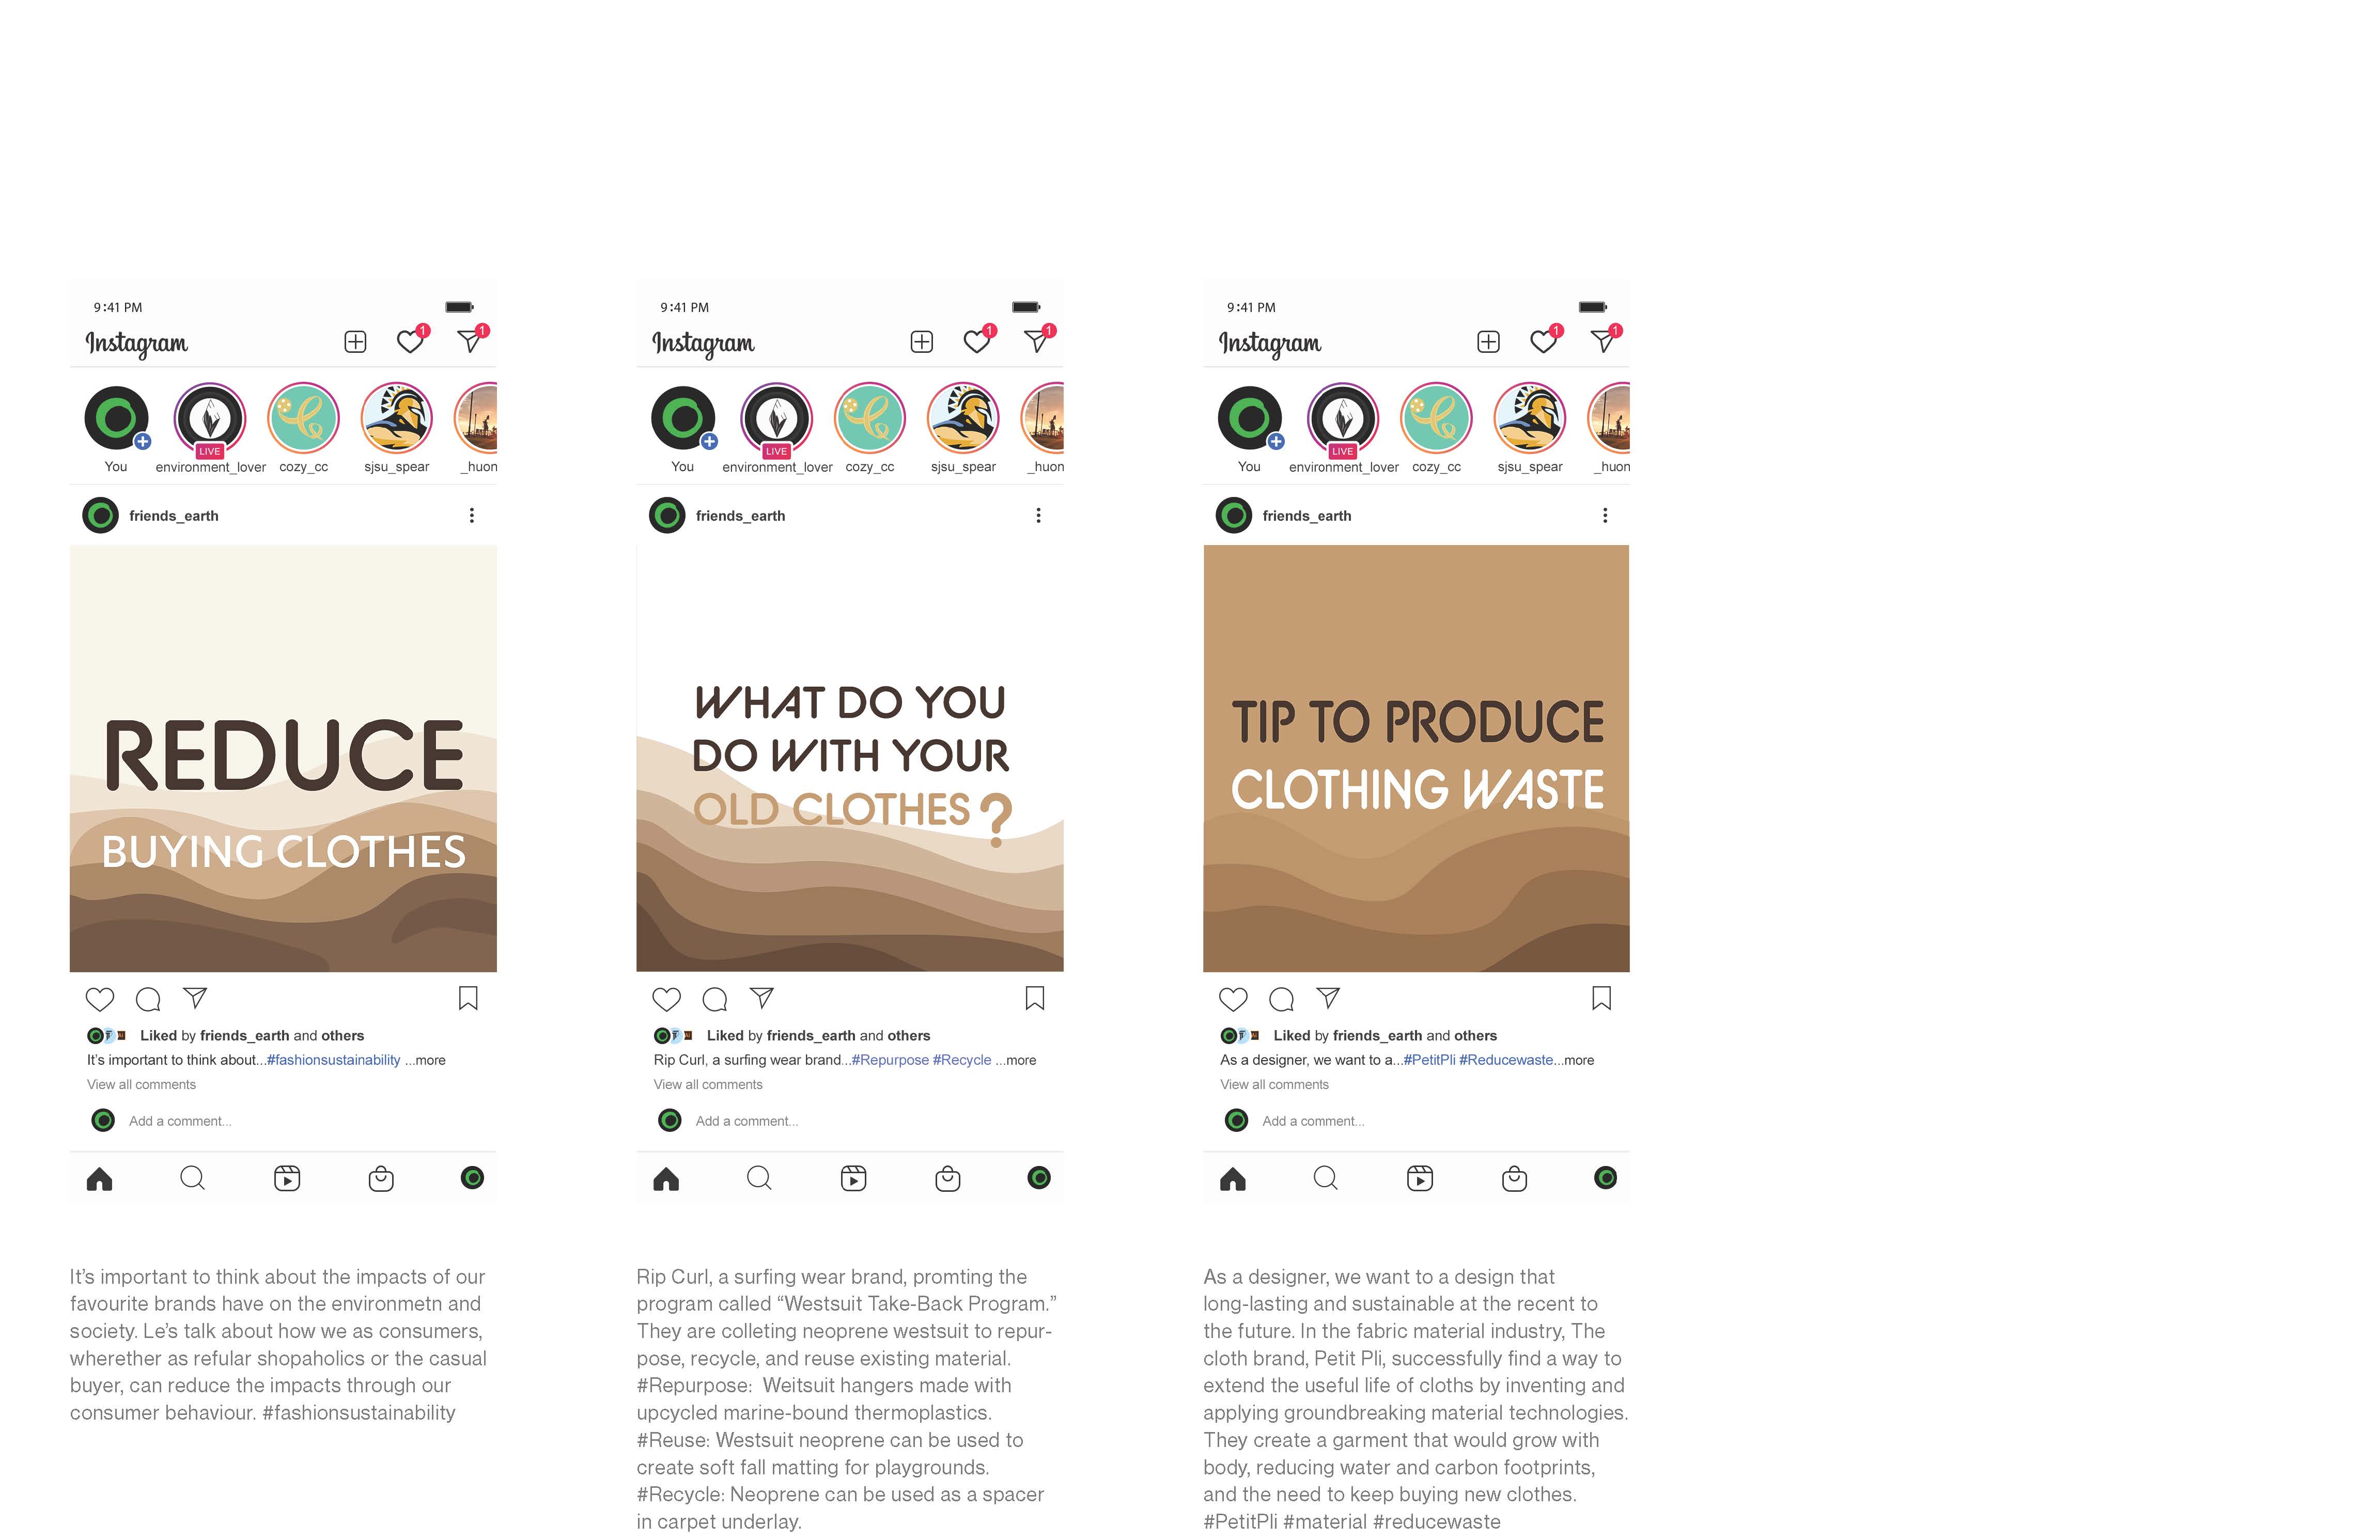 9:41 PM
Instagram
1
1
You
LIVE
environment_lover
cozy_cc
sjsu_spear
_huon
friends_earth
REDUCE
BUYING CLOTHES
Liked by friends_earth and others
It's important to think about...#fashionsustainability ...more
View all comments
Add a comment...
It's important to think about the impacts of our
favourite brands have on the environmetn and
society. Le's talk about how we as consumers,
wherether as refular shopaholics or the casual
buyer, can reduce the impacts through our
consumer behaviour. #fashionsustainability
9:41 PM
Instagram
1
1
You
LIVE
environment_lover
cozy_cc
sjsu_spear
_huon
friends_earth
WHAT DO YOU
DO WITH YOUR
OLD CLOTHES?
Liked by friends_earth and others
Rip Curl, a surfing wear brand...#Repurpose #Recycle ...more
View all comments
Add a comment...
Rip Curl, a surfing wear brand, promting the
program called “Westsuit Take-Back Program.”
They are colleting neoprene westsuit to repur-
pose, recycle, and reuse existing material.
#Repurpose:  Weitsuit hangers made with
upcycled marine-bound thermoplastics.
#Reuse: Westsuit neoprene can be used to
create soft fall matting for playgrounds.
#Recycle: Neoprene can be used as a spacer
in carpet underlay.
9:41 PM
Instagram
1
1
You
LIVE
environment_lover
cozy_cc
sjsu_spear
_huon
friends_earth
TIP TO PRODUCE
CLOTHING WASTE
Liked by friends_earth and others
As a designer, we want to a...#PetitPli #Reducewaste...more
View all comments
Add a comment...
As a designer, we want to a design that
long-lasting and sustainable at the recent to
the future. In the fabric material industry, The
cloth brand, Petit Pli, successfully find a way to
extend the useful life of cloths by inventing and
applying groundbreaking material technologies.
They create a garment that would grow with
body, reducing water and carbon footprints,
and the need to keep buying new clothes.
#PetitPli #material #reducewaste